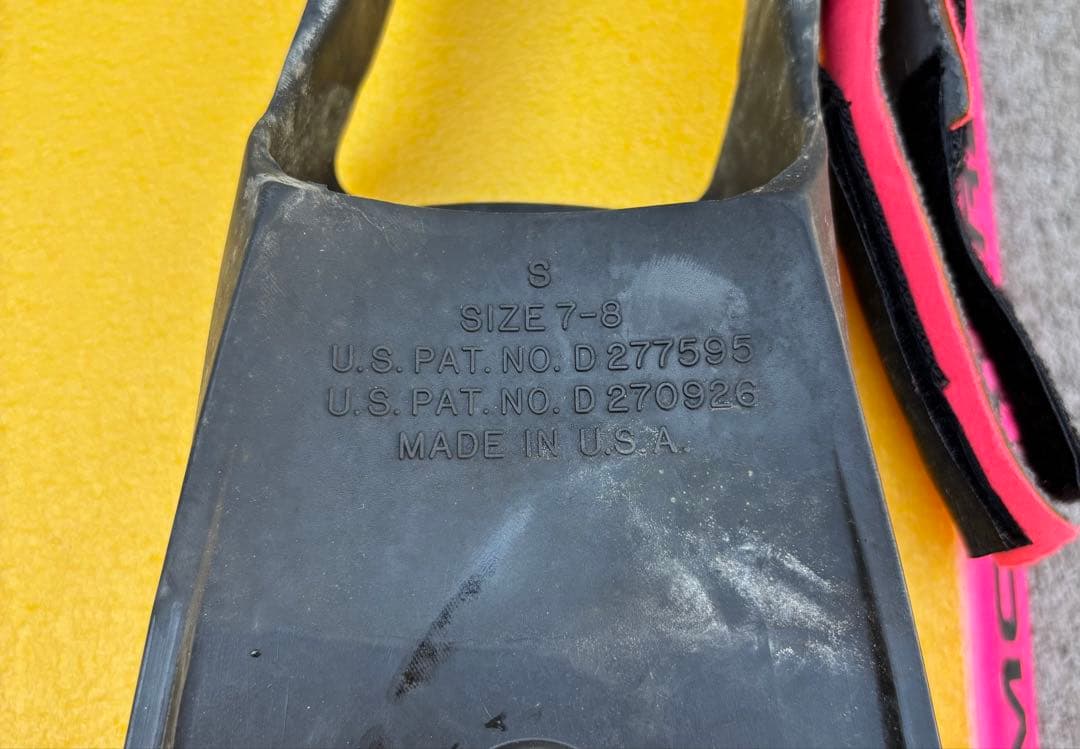 S
SIZE 7-8
U.S. PAT. NO. D 277595
U.S. PAT. NO. D 270926
MADE IN U.S.A.